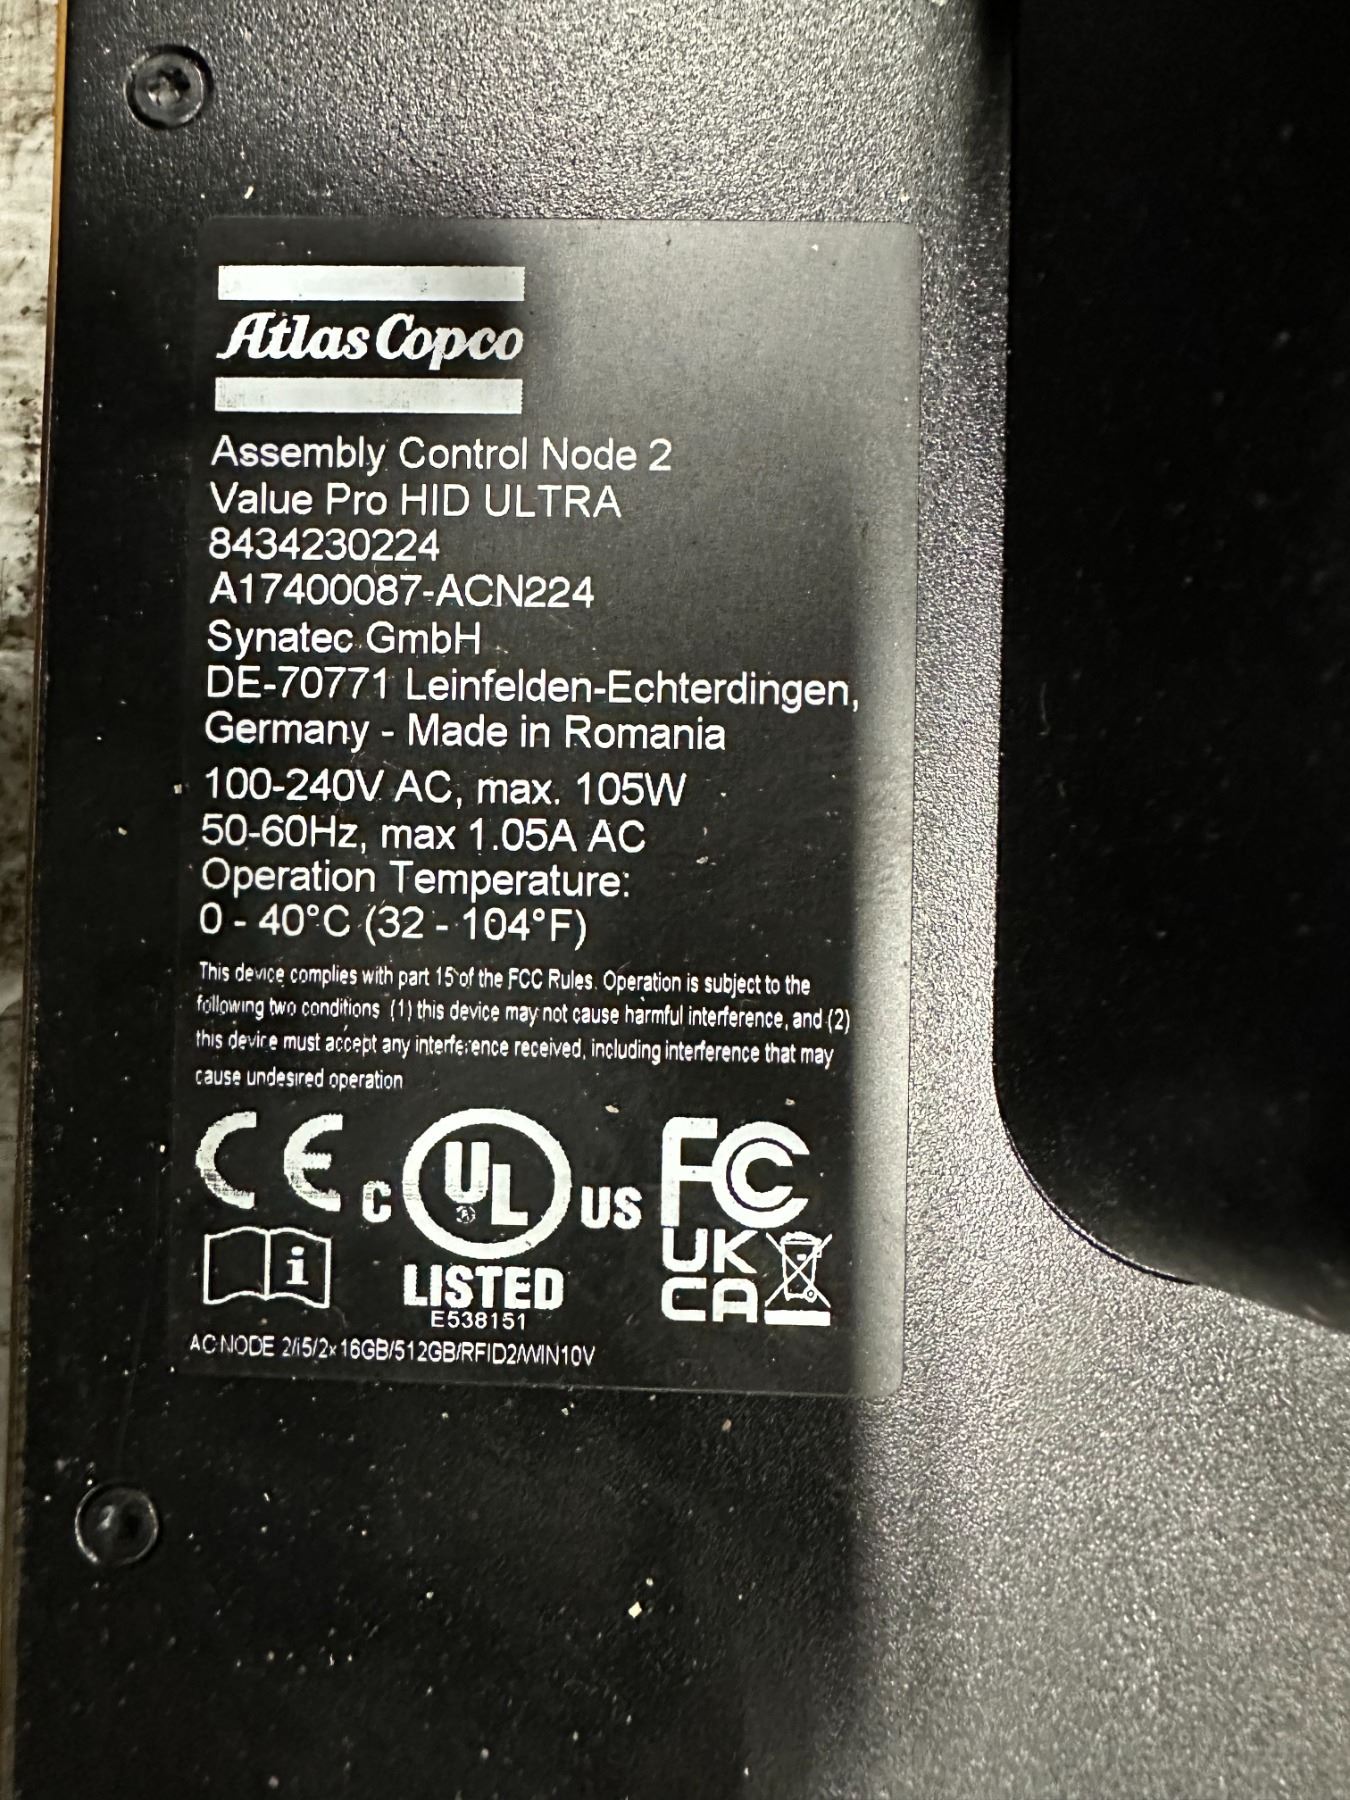 Atlas Copco
Assembly Control Node 2
Value Pro HID ULTRA
8434230224
A17400087-ACN224
Synatec GmbH
DE-70771 Leinfelden-Echterdingen,
Germany - Made in Romania
100-240V AC, max. 105W
50-60Hz, max 1.05A AC
Operation Temperature:
0 - 40°C (32 - 104°F)
This device complies with part 15 of the FCC Rules. Operation is subject to the
following two conditions (1) this device may not cause harmful interference, and (2)
this device must accept any interference received, including interference that may
cause undesired operation
CE C UL US FC
i LISTED UK CA
E538151
AC NODE 2/i5/2x16GB/512GB/RFID2/WIN10V